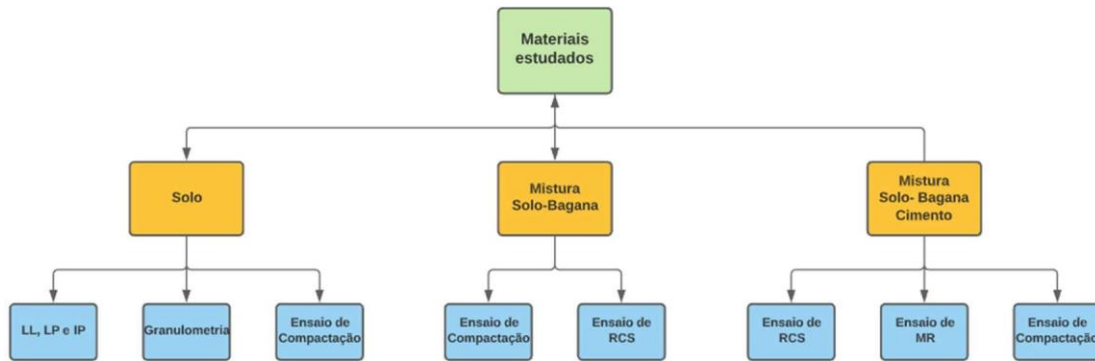 Materiais
estudados
Solo
Mistura
Solo-Bagana
Mistura
Solo- Bagana
Cimento
LL, LP e IP
Granulometria
Ensaio de
Compactação
Ensaio de
Compactação
Ensaio de
RCS
Ensaio de
RCS
Ensaio de
MR
Ensaio de
Compactação